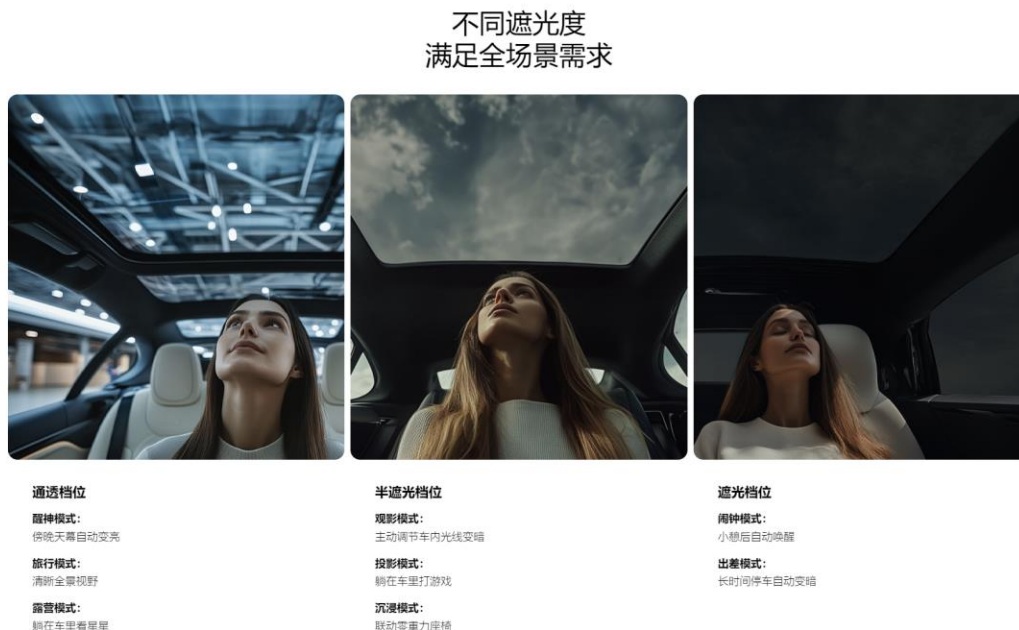 不同遮光度
满足全场景需求
通透档位
醒神模式：
傍晚天幕自动变亮
旅行模式：
清晰全景视野
露营模式：
躺在车里看星星
半遮光档位
观影模式：
主动调节车内光线变暗
投影模式：
躺在车里打游戏
沉浸模式：
联动零重力座椅
遮光档位
闹钟模式：
小憩后自动唤醒
出差模式：
长时间停车自动变暗